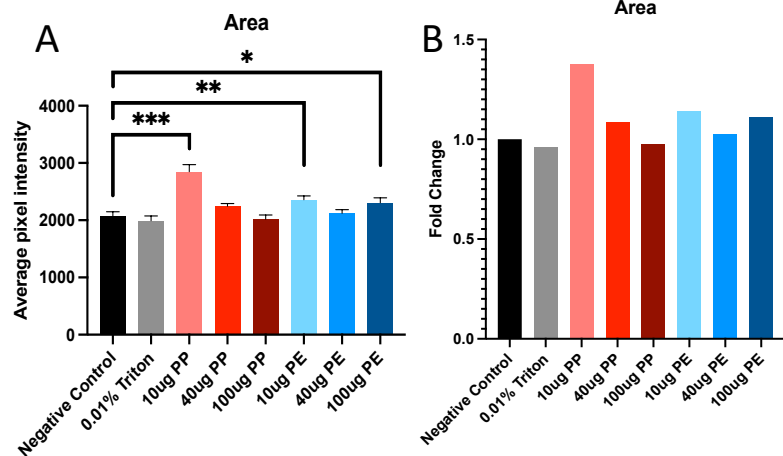 A
Area
*
**
***
Average pixel intensity
4000
3000
2000
1000
0
Negative Control
0.01% Triton
10ug PP
40ug PP
100ug PP
10ug PE
40ug PE
100ug PE
B
Area
Fold Change
1.5
1.0
0.5
0.0
Negative Control
0.01% Triton
10ug PP
40ug PP
100ug PP
10ug PE
40ug PE
100ug PE